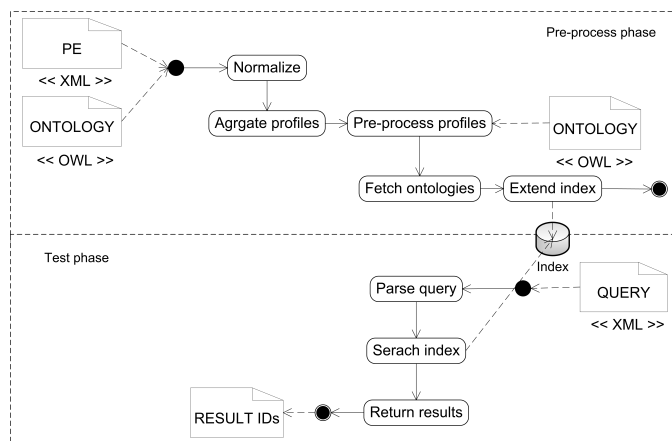 Pre-process phase
PE
<< XML >>
Normalize
ONTOLOGY
<< OWL >>
Agrgate profiles
Pre-process profiles
ONTOLOGY
<< OWL >>
Fetch ontologies
Extend index
Test phase
Index
Parse query
QUERY
<< XML >>
Serach index
Return results
RESULT IDs